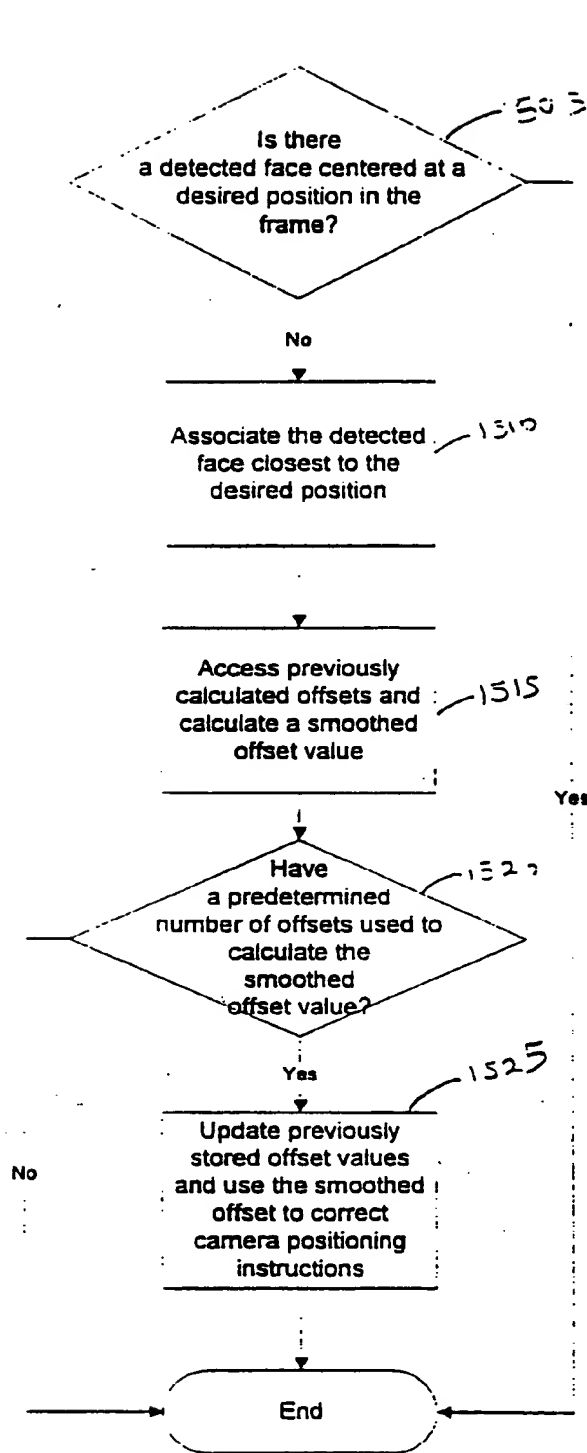 503
Is there
a detected face centered at a
desired position in the
frame?
No
Associate the detected
face closest to the
desired position
1310
Access previously
calculated offsets and
calculate a smoothed
offset value
1515
Yes
Have
a predetermined
number of offsets used to
calculate the
smoothed
offset value?
Yes
1525
Update previously
stored offset values
and use the smoothed
offset to correct
camera positioning
instructions
No
End